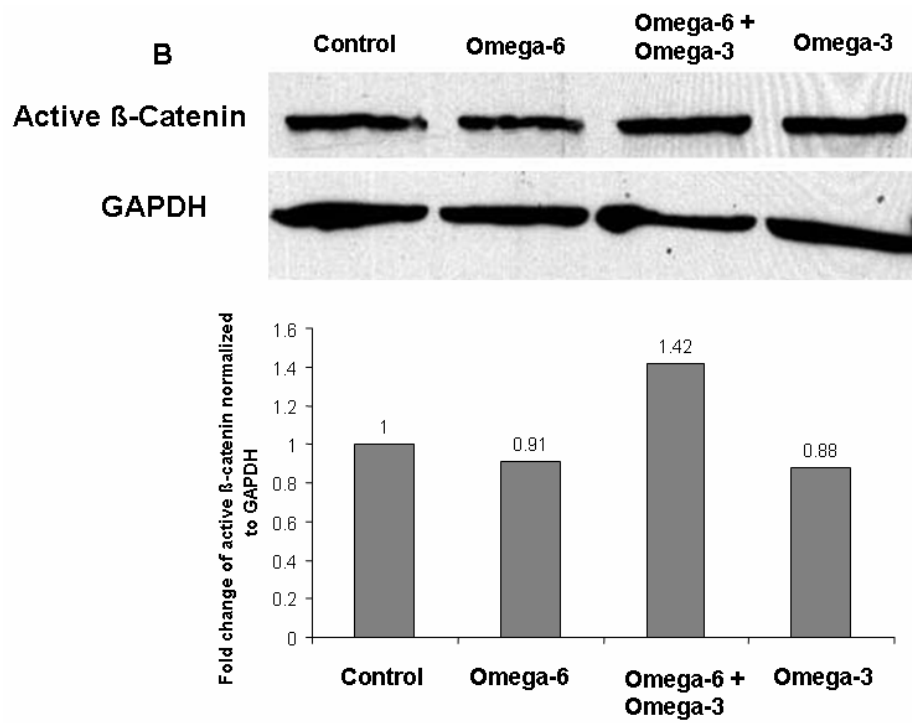 B
Control
Omega-6
Omega-6 +
Omega-3
Omega-3
Active ß-Catenin
GAPDH
Fold change of active ß-catenin normalized
to GAPDH
1.6
1.4
1.2
1
0.8
0.6
0.4
0.2
0
1
0.91
1.42
0.88
Control
Omega-6
Omega-6 +
Omega-3
Omega-3